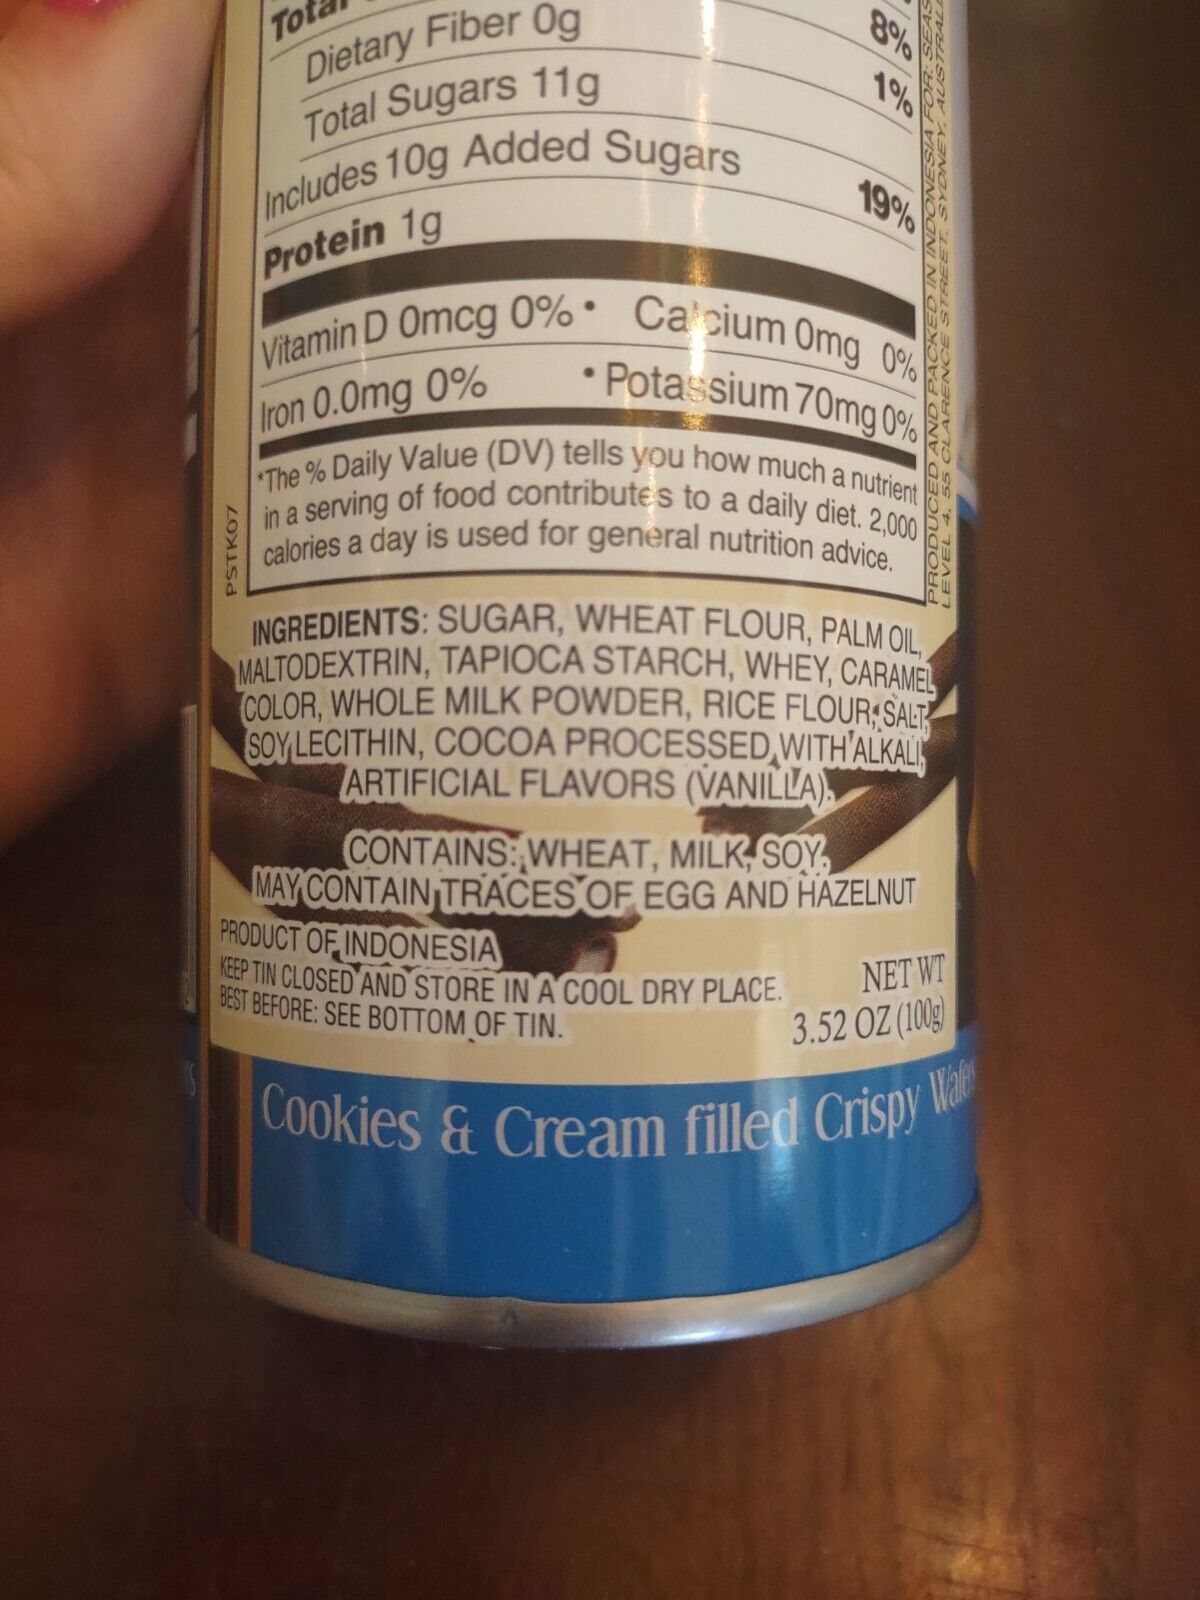 Total
8%
Dietary Fiber 0g
1%
Total Sugars 11g
Includes 10g Added Sugars
19%
Protein 1g
Vitamin D 0mcg 0% • Calcium 0mg 0%
Iron 0.0mg 0% • Potassium 70mg 0%
*The % Daily Value (DV) tells you how much a nutrient
in a serving of food contributes to a daily diet. 2,000
calories a day is used for general nutrition advice.
PSTK07
PRODUCED AND PACKED IN INDONESIA FOR:
LEVEL 4, 55 CLARENCE STREET, SYDNEY,
INGREDIENTS: SUGAR, WHEAT FLOUR, PALM OIL,
MALTODEXTRIN, TAPIOCA STARCH, WHEY, CARAMEL
COLOR, WHOLE MILK POWDER, RICE FLOUR, SALT,
SOY LECITHIN, COCOA PROCESSED WITH ALKALI,
ARTIFICIAL FLAVORS (VANILLA).
CONTAINS: WHEAT, MILK, SOY.
MAY CONTAIN TRACES OF EGG AND HAZELNUT
PRODUCT OF INDONESIA
KEEP TIN CLOSED AND STORE IN A COOL DRY PLACE.
BEST BEFORE: SEE BOTTOM OF TIN.
NET WT
3.52 OZ (100g)
Cookies & Cream filled Crispy Wafers